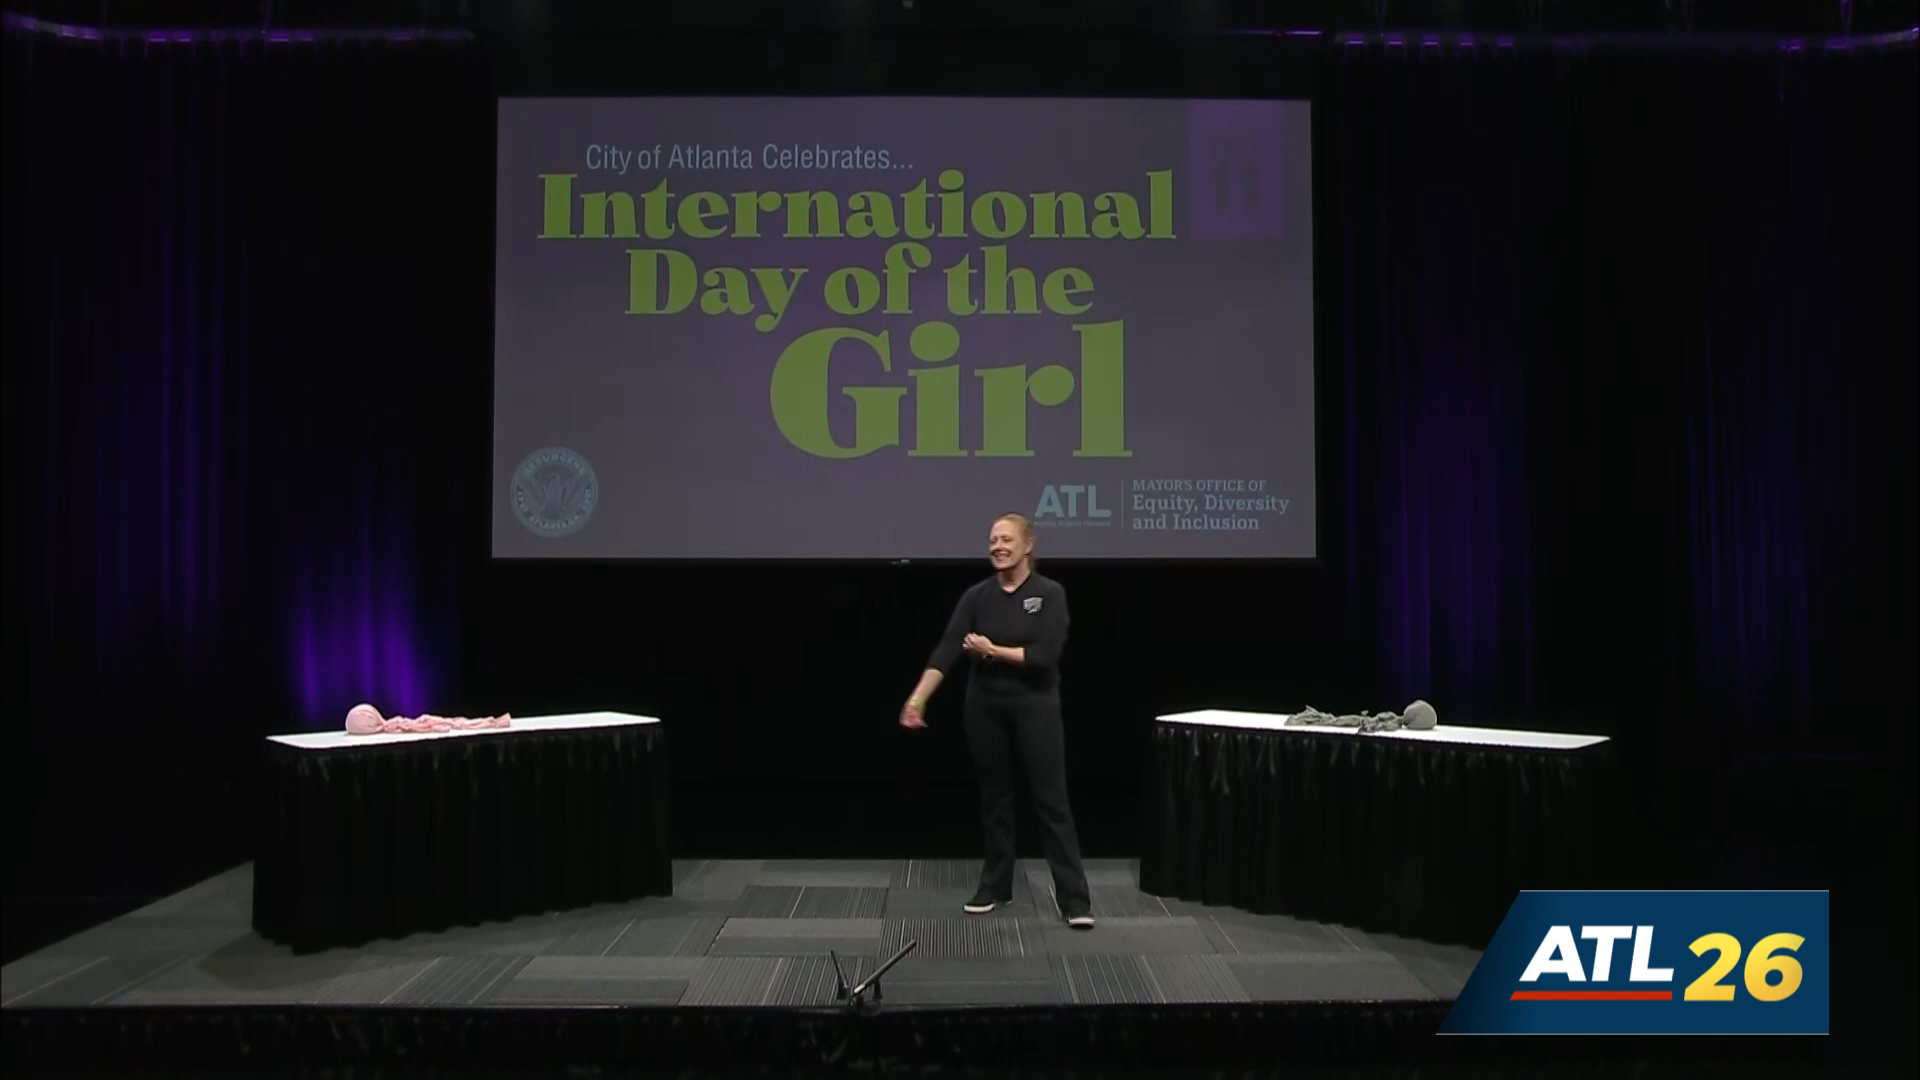 City of Atlanta Celebrates...
International
Day of the
Girl
11
ATL
MAYOR'S OFFICE OF
Equity, Diversity
and Inclusion
ATL 26